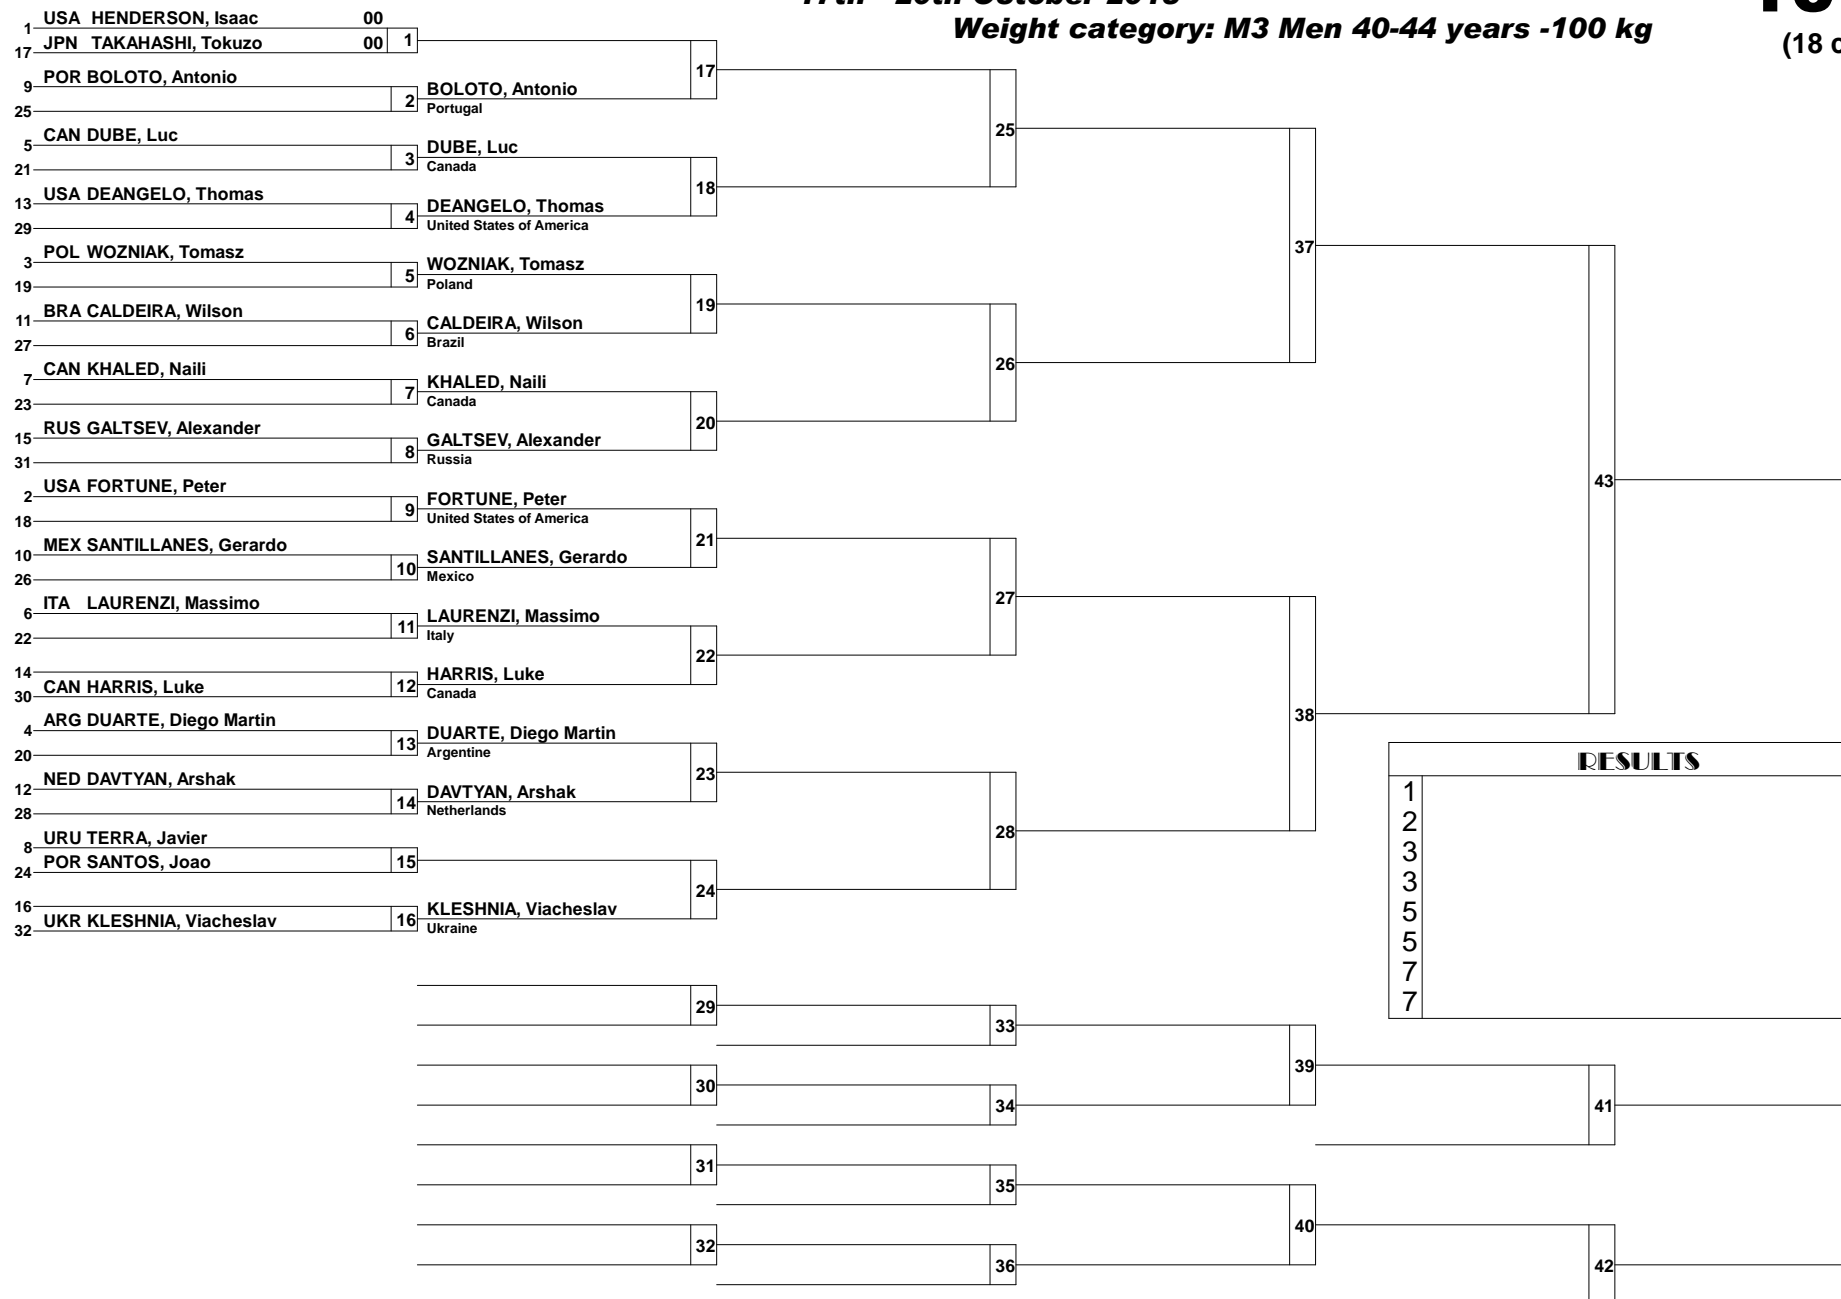 Weight category: M3 Men 40-44 years -100 kg
(18
1 USA HENDERSON, Isaac 00
17 JPN TAKAHASHI, Tokuzo 00
1
9 POR BOLOTO, Antonio
25
2
BOLOTO, Antonio
Portugal
17
5 CAN DUBE, Luc
21
3
DUBE, Luc
Canada
13 USA DEANGELO, Thomas
29
4
DEANGELO, Thomas
United States of America
18
25
3 POL WOZNIAK, Tomasz
19
5
WOZNIAK, Tomasz
Poland
11 BRA CALDEIRA, Wilson
27
6
CALDEIRA, Wilson
Brazil
19
7 CAN KHALED, Naili
23
7
KHALED, Naili
Canada
15 RUS GALTSEV, Alexander
31
8
GALTSEV, Alexander
Russia
20
26
37
2 USA FORTUNE, Peter
18
9
FORTUNE, Peter
United States of America
10 MEX SANTILLANES, Gerardo
26
10
SANTILLANES, Gerardo
Mexico
21
6 ITA LAURENZI, Massimo
22
11
LAURENZI, Massimo
Italy
14
30 CAN HARRIS, Luke
12
HARRIS, Luke
Canada
22
27
4 ARG DUARTE, Diego Martin
20
13
DUARTE, Diego Martin
Argentine
12 NED DAVTYAN, Arshak
28
14
DAVTYAN, Arshak
Netherlands
23
8 URU TERRA, Javier
24 POR SANTOS, Joao
15
16
32 UKR KLESHNIA, Viacheslav
16
KLESHNIA, Viacheslav
Ukraine
24
28
38
43
RESULTS
1
2
3
3
5
5
7
7
29
33
30
34
39
41
31
35
32
36
40
42